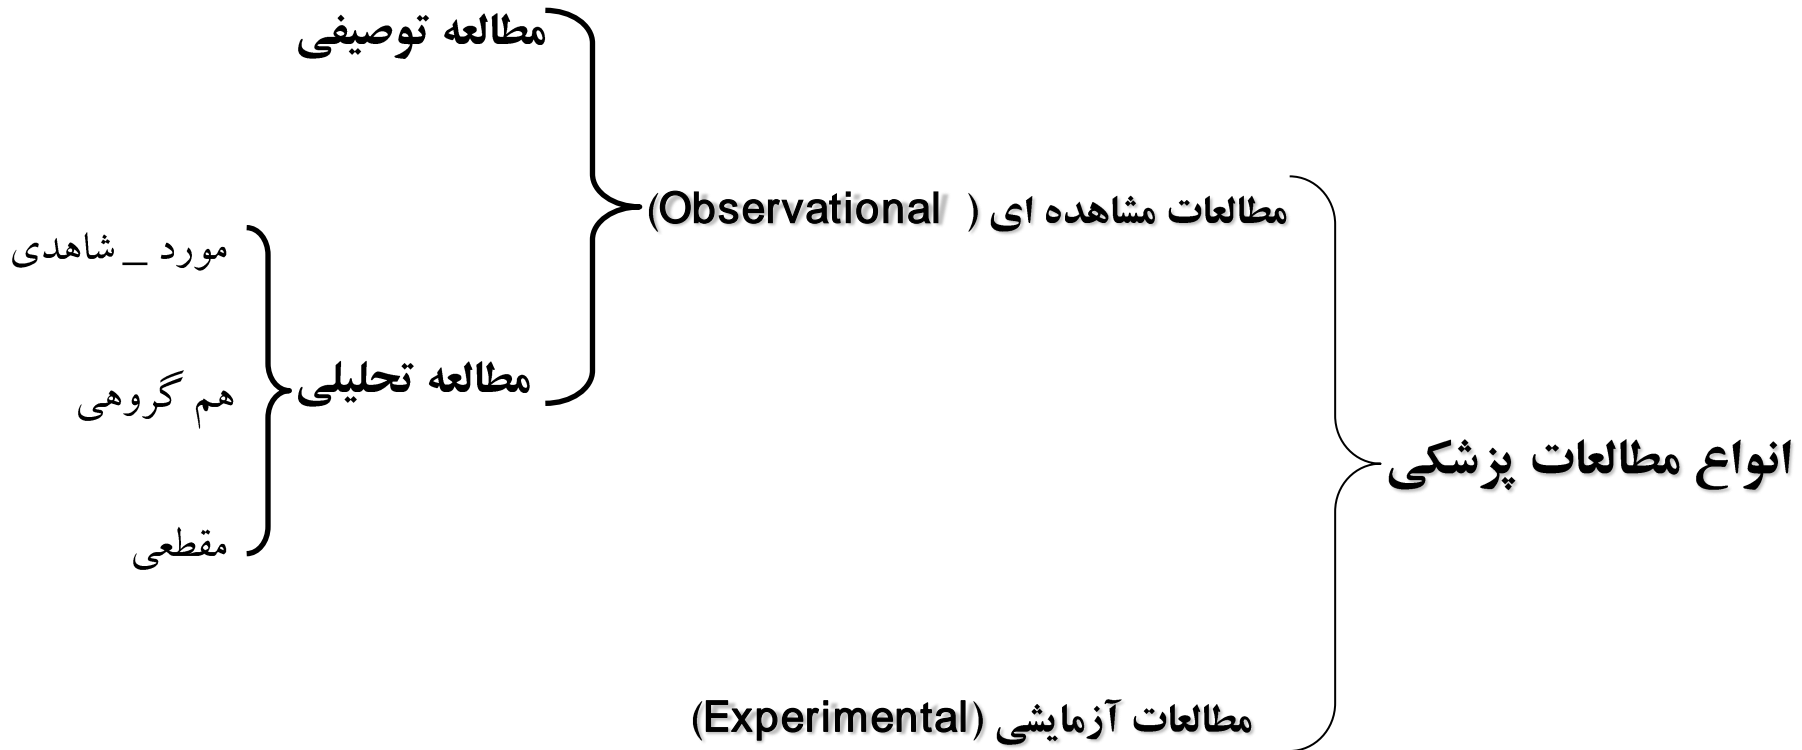 انواع مطالعات پزشکی
مطالعات مشاهده ای ( Observational)
مطالعه توصیفی
مطالعه تحلیلی
مورد _ شاهدی
هم گروهی
مقطعی
مطالعات آزمایشی (Experimental)